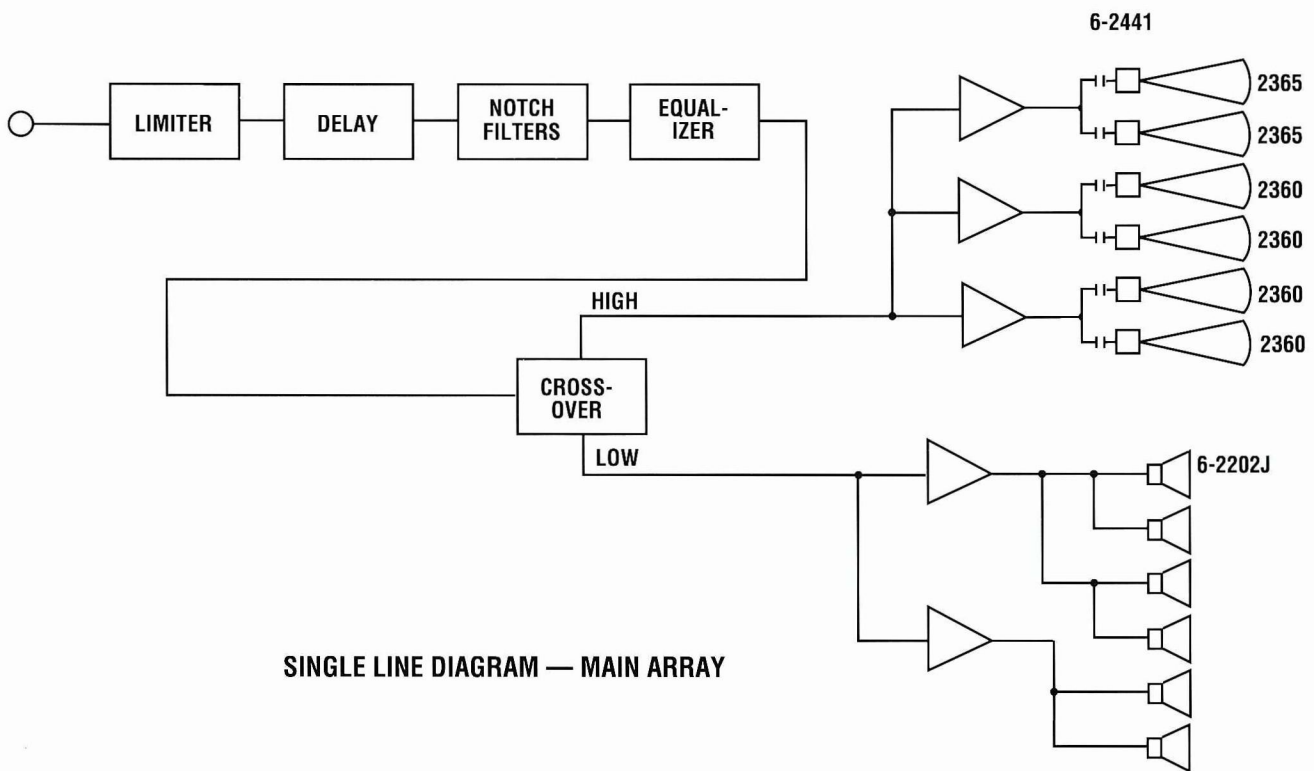 6-2441
LIMITER
DELAY
NOTCH
FILTERS
EQUAL-
IZER
2365
2365
2360
2360
2360
2360
HIGH
CROSS-
OVER
LOW
6-2202J
SINGLE LINE DIAGRAM — MAIN ARRAY